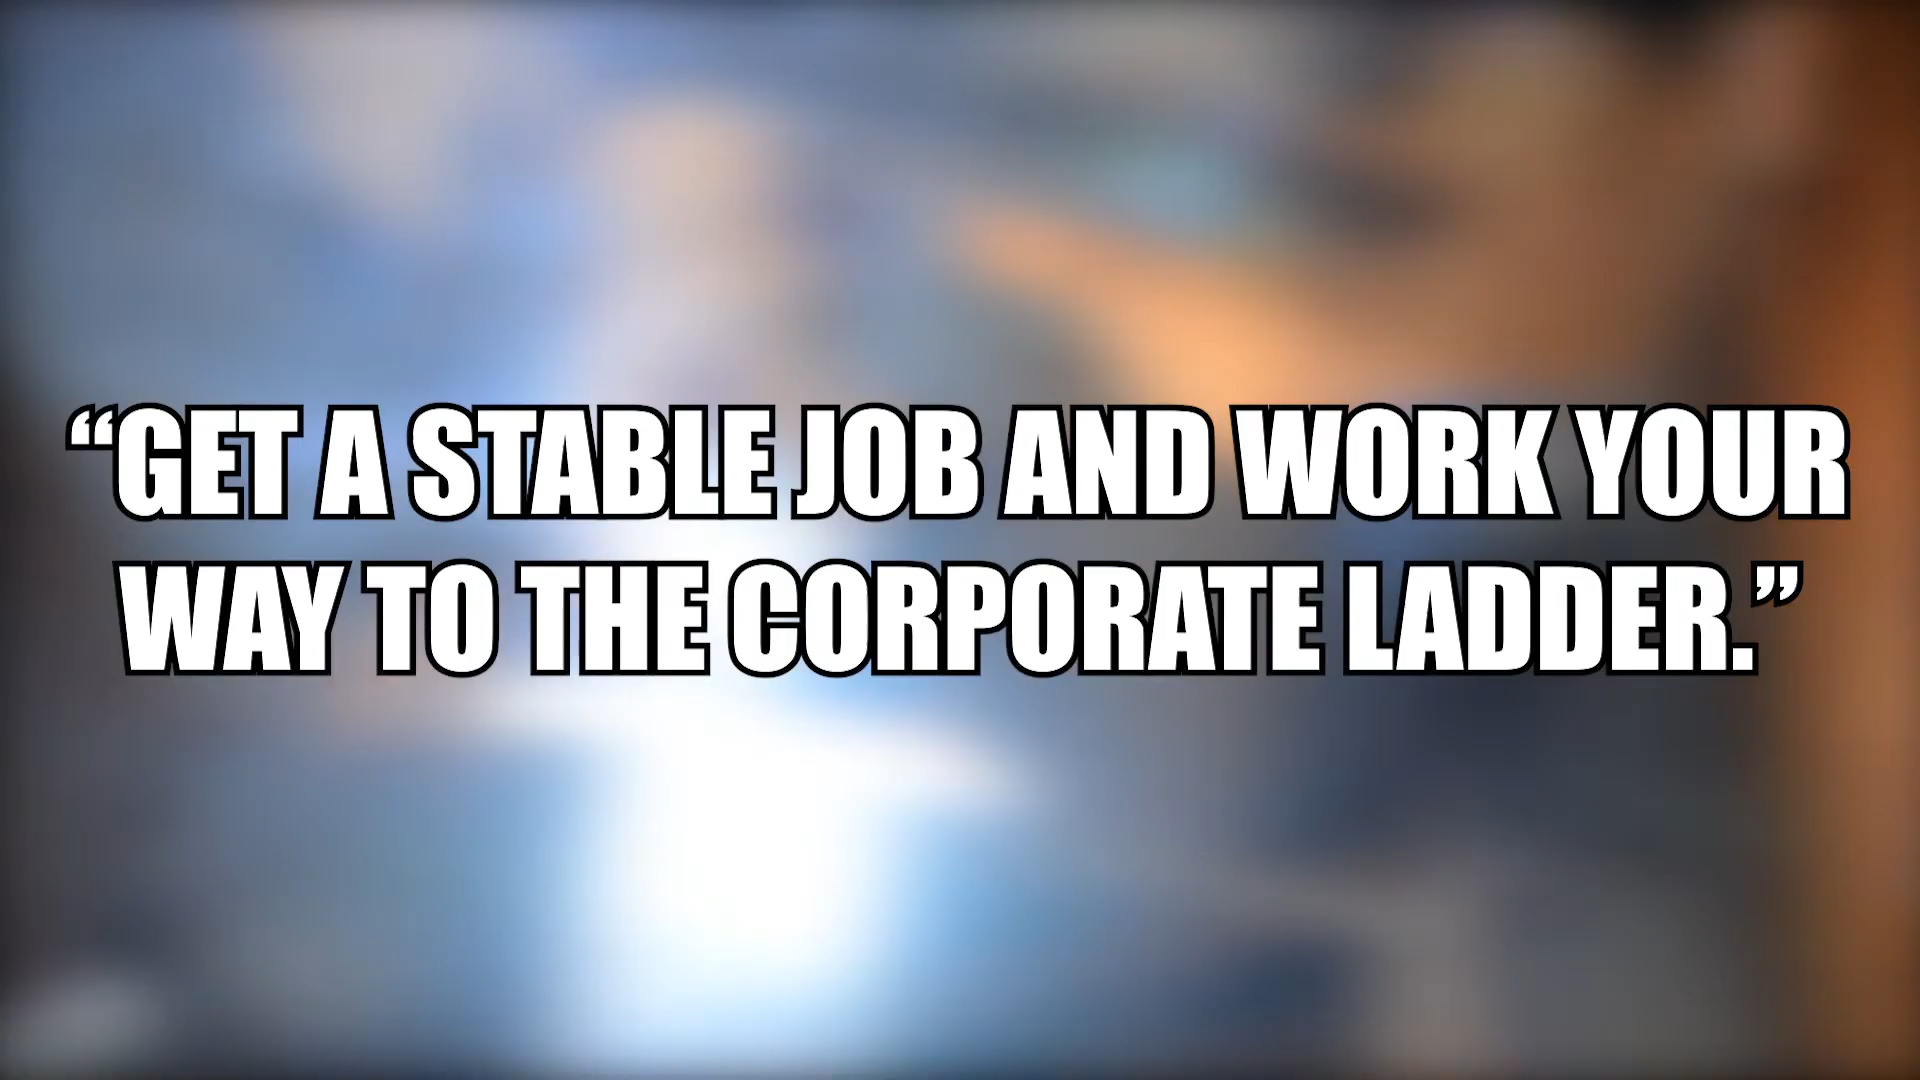 “GET A STABLE JOB AND WORK YOUR
WAY TO THE CORPORATE LADDER.”